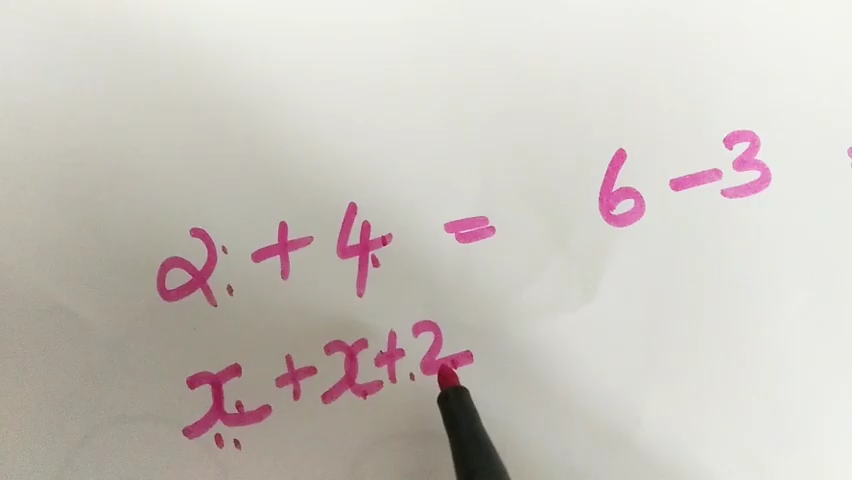 6 - 3
2 + 4 =
x + x + 2